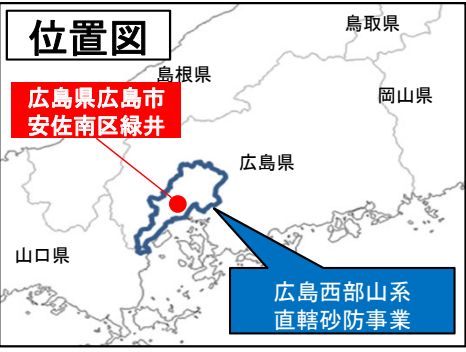 位置図
鳥取県
島根県
広島県広島市
安佐南区緑井
岡山県
広島県
山口県
広島西部山系
直轄砂防事業